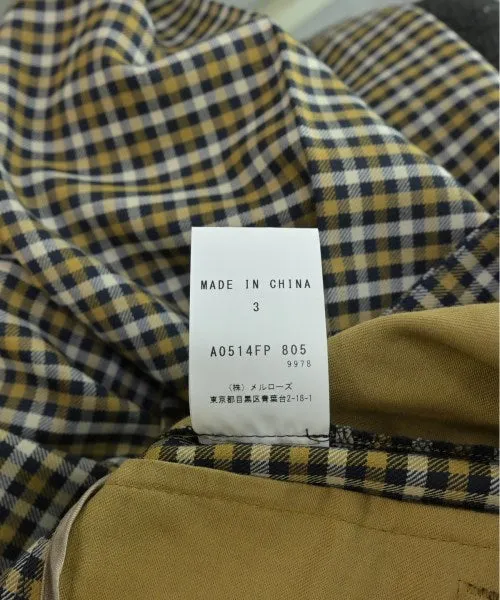 MADE IN CHINA
3
A0514FP 805
9978
(株)メルローズ
東京都目黒区青葉台2-18-1